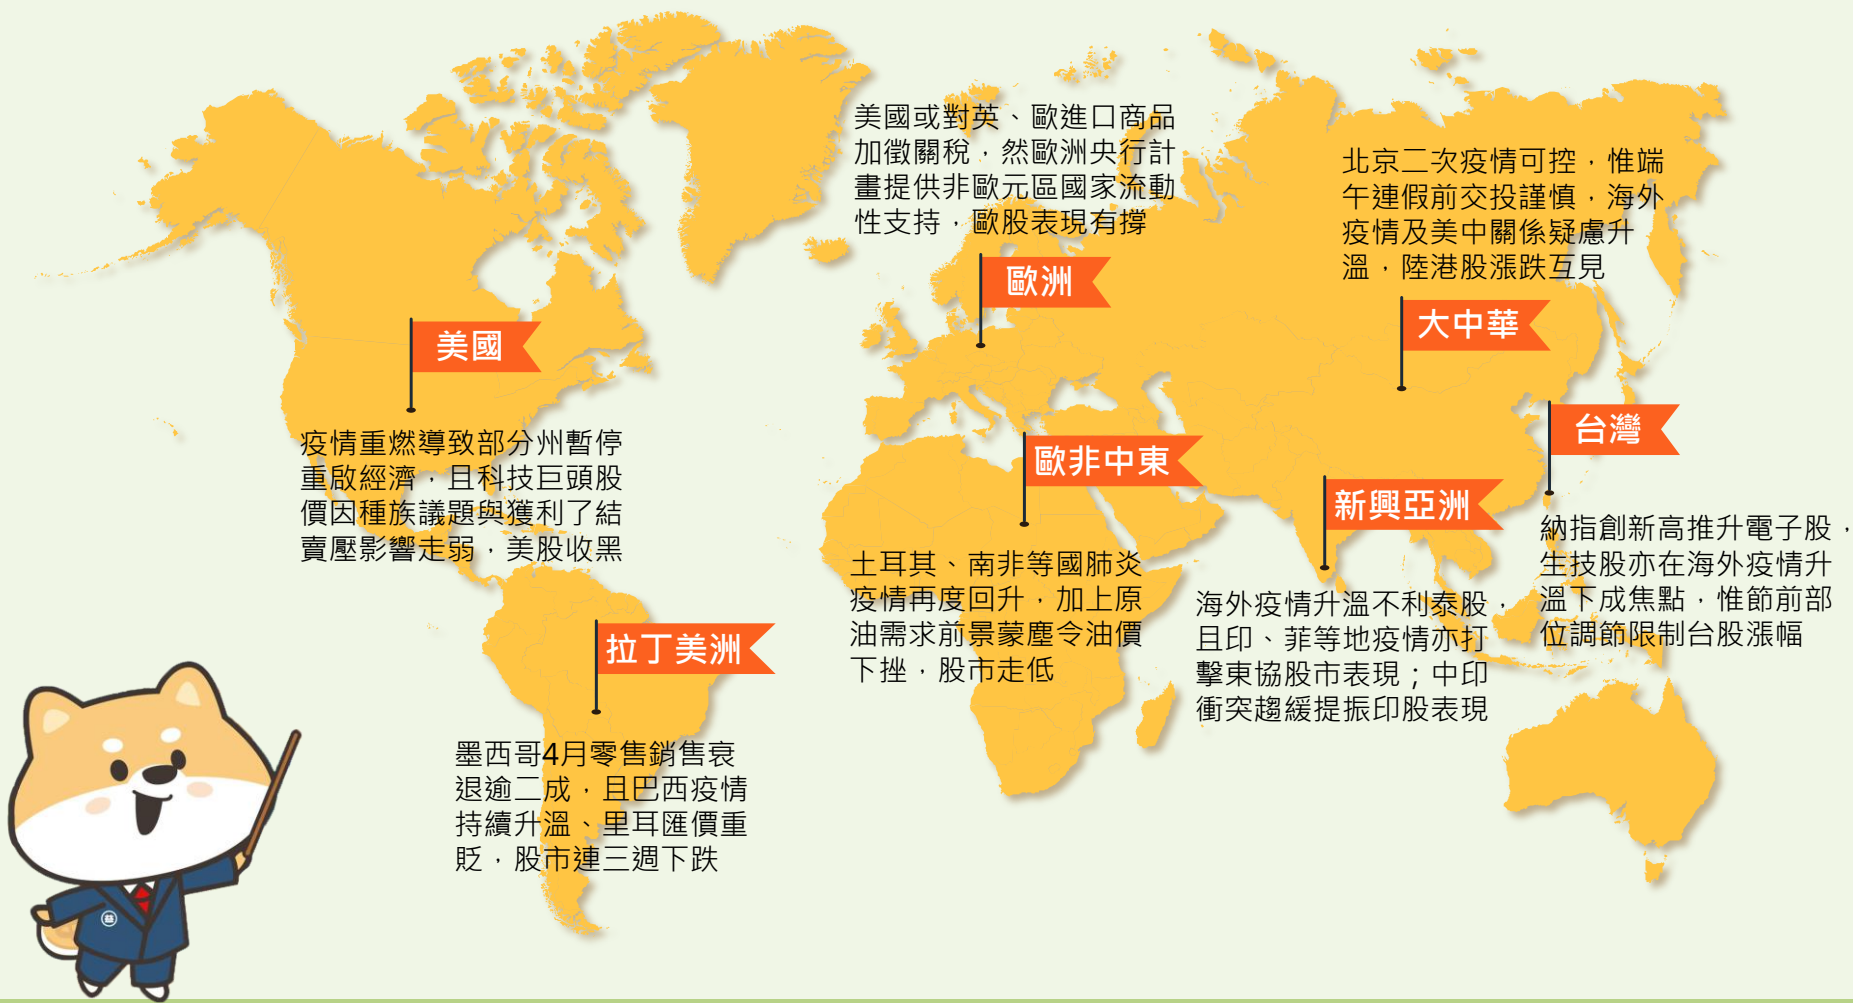 美國或對英、歐進口商品
加徵關稅，然歐洲央行計
畫提供非歐元區國家流動
性支持，歐股表現有撐
歐洲
北京二次疫情可控，惟端
午連假前交投謹慎，海外
疫情及美中關係疑慮升
溫，陸港股漲跌互見
大中華
美國
疫情重燃導致部分州暫停
重啟經濟，且科技巨頭股
價因種族議題與獲利了結
賣壓影響走弱，美股收黑
台灣
納指創新高推升電子股，
生技股亦在海外疫情升
溫下成焦點，惟節前部
位調節限制台股漲幅
歐非中東
土耳其、南非等國肺炎
疫情再度回升，加上原
油需求前景蒙塵令油價
下挫，股市走低
新興亞洲
海外疫情升溫不利泰股，
且印、菲等地疫情亦打
擊東協股市表現；中印
衝突趨緩提振印股表現
拉丁美洲
墨西哥4月零售銷售衰
退逾二成，且巴西疫情
持續升溫、里耳匯價重
貶，股市連三週下跌